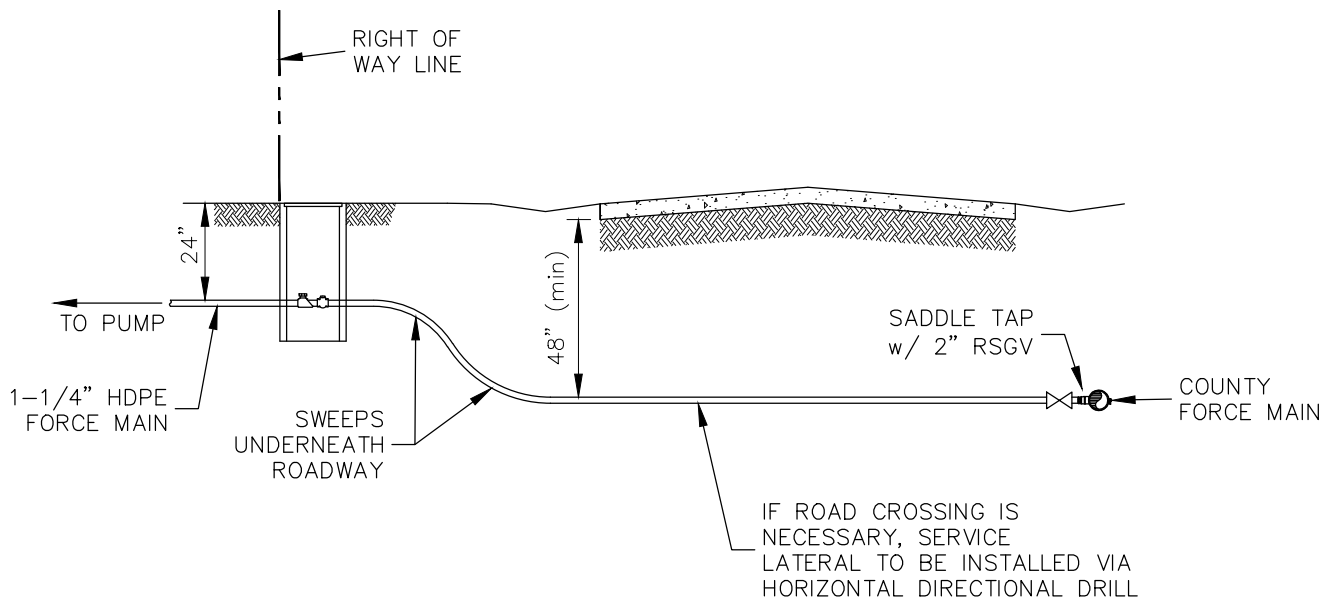 RIGHT OF
WAY LINE
24"
48" (min)
TO PUMP
1-1/4" HDPE
FORCE MAIN
SWEEPS
UNDERNEATH
ROADWAY
SADDLE TAP
w/ 2" RSGV
COUNTY
FORCE MAIN
IF ROAD CROSSING IS
NECESSARY, SERVICE
LATERAL TO BE INSTALLED VIA
HORIZONTAL DIRECTIONAL DRILL